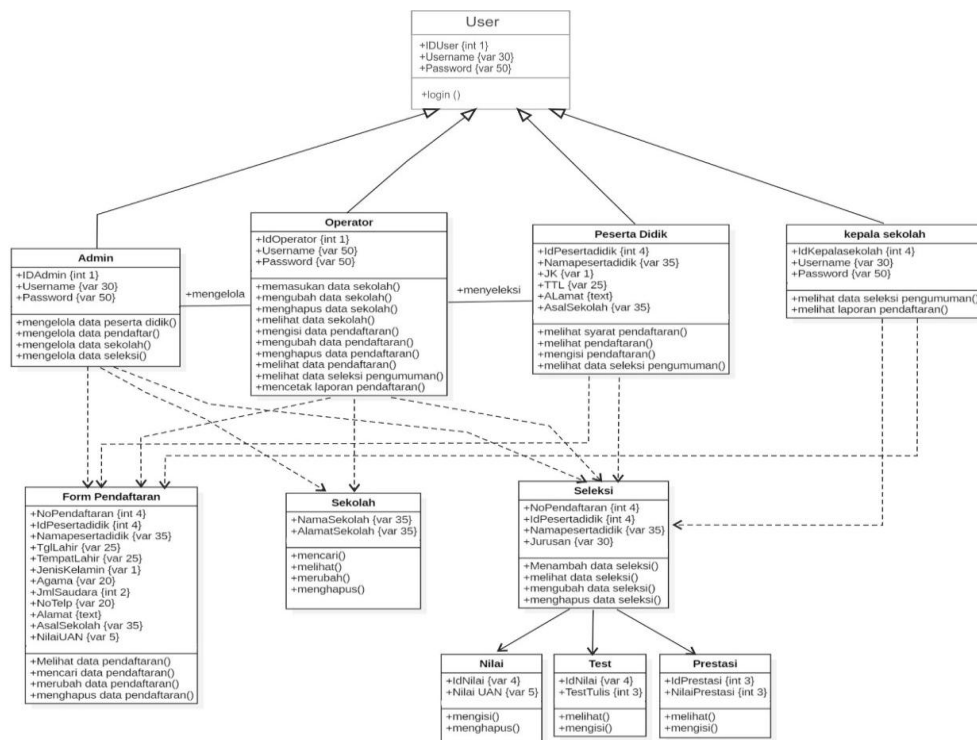 User
+IDUser {int 1}
+Username {var 30}
+Password {var 50}
+login ()
Admin
+IDAdmin {int 1}
+Username {var 30}
+Password {var 50}
+mengelola data peserta didik()
+mengelola data pendaftar()
+mengelola data sekolah()
+mengelola data seleksi()
+mengelola
Operator
+IdOperator {int 1}
+Username {var 50}
+Password {var 50}
+memasukan data sekolah()
+mengubah data sekolah()
+menghapus data sekolah()
+melihat data sekolah()
+mengisi data pendaftaran()
+mengubah data pendaftaran()
+menghapus data pendaftaran()
+melihat data pendaftaran()
+melihat data seleksi pengumuman()
+mencetak laporan pendaftaran()
+menyeleksi
Peserta Didik
+IdPesertadidik {int 4}
+Namapesertadidik {var 35}
+JK {var 1}
+TTL {var 25}
+ALamat {text}
+AsalSekolah {var 35}
+melihat syarat pendaftaran()
+melihat pendaftaran()
+mengisi pendaftaran()
+melihat data seleksi pengumuman()
kepala sekolah
+IdKepalasekolah {int 4}
+Username {var 30}
+Password {var 50}
+melihat data seleksi pengumuman()
+melihat laporan pendaftaran()
Form Pendaftaran
+NoPendaftaran {int 4}
+IdPesertadidik {int 4}
+Namapesertadidik {var 35}
+TglLahir {var 25}
+TempatLahir {var 25}
+JenisKelamin {var 1}
+Agama {var 20}
+JmlSaudara {int 2}
+NoTelp {var 20}
+Alamat {text}
+AsalSekolah {var 35}
+NilaiUAN {var 5}
+Melihat data pendaftaran()
+mencari data pendaftaran()
+merubah data pendaftaran()
+menghapus data pendaftaran()
Sekolah
+NamaSekolah {var 35}
+AlamatSekolah {var 35}
+mencari()
+melihat()
+merubah()
+menghapus()
Seleksi
+NoPendaftaran {int 4}
+IdPesertadidik {int 4}
+Namapesertadidik {var 35}
+Jurusan {var 30}
+Menambah data seleksi()
+melihat data seleksi()
+mengubah data seleksi()
+menghapus data seleksi()
Nilai
+IdNilai {var 4}
+Nilai UAN {var 5}
+mengisi()
+menghapus()
Test
+IdNilai {var 4}
+TestTulis {int 3}
+melihat()
+mengisi()
Prestasi
+IdPrestasi {int 3}
+NilaiPrestasi {int 3}
+melihat()
+mengisi()